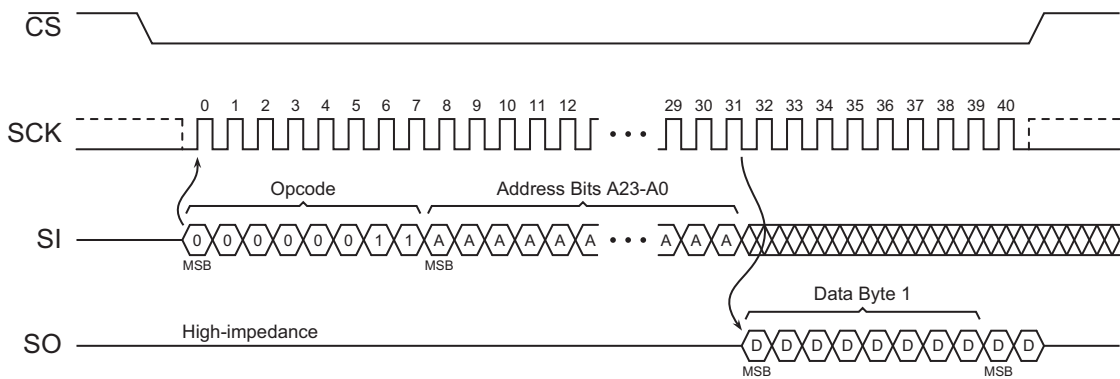 CS
0 1 2 3 4 5 6 7 8 9 10 11 12 29 30 31 32 33 34 35 36 37 38 39 40
SCK
Opcode Address Bits A23-A0
SI 0 0 0 0 0 0 1 1 A A A A A A A A A
MSB MSB
Data Byte 1
High-impedance
SO D D D D D D D D D D
MSB MSB